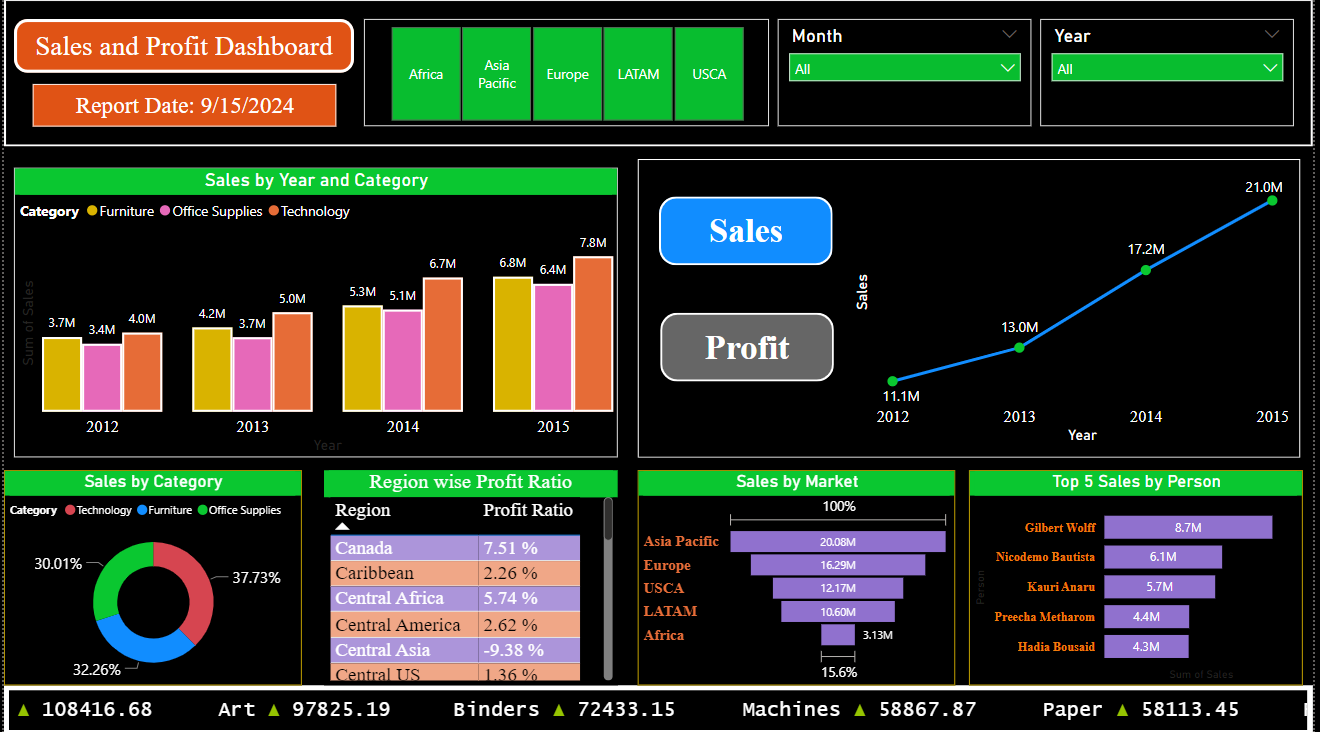 Sales and Profit Dashboard
Report Date: 9/15/2024
Africa
Asia
Pacific
Europe
LATAM
USCA
Month
All
Year
All
Sales by Year and Category
Category Furniture Office Supplies Technology
Sum of Sales
3.7M
3.4M
4.0M
4.2M
3.7M
5.0M
5.3M
5.1M
6.7M
6.8M
6.4M
7.8M
2012
2013
2014
2015
Year
Sales
Profit
Sales
11.1M
13.0M
17.2M
21.0M
2012
2013
2014
2015
Year
Sales by Category
Category Technology Furniture Office Supplies
30.01%
37.73%
32.26%
Region wise Profit Ratio
Region Profit Ratio
Canada 7.51 %
Caribbean 2.26 %
Central Africa 5.74 %
Central America 2.62 %
Central Asia -9.38 %
Central US 1.36 %
Sales by Market
100%
Asia Pacific 20.08M
Europe 16.29M
USCA 12.17M
LATAM 10.60M
Africa 3.13M
15.6%
Top 5 Sales by Person
Person
Gilbert Wolff 8.7M
Nicodemo Bautista 6.1M
Kauri Anaru 5.7M
Preecha Metharom 4.4M
Hadia Bousaid 4.3M
Sum of Sales
▲ 108416.68 Art ▲ 97825.19 Binders ▲ 72433.15 Machines ▲ 58867.87 Paper ▲ 58113.45